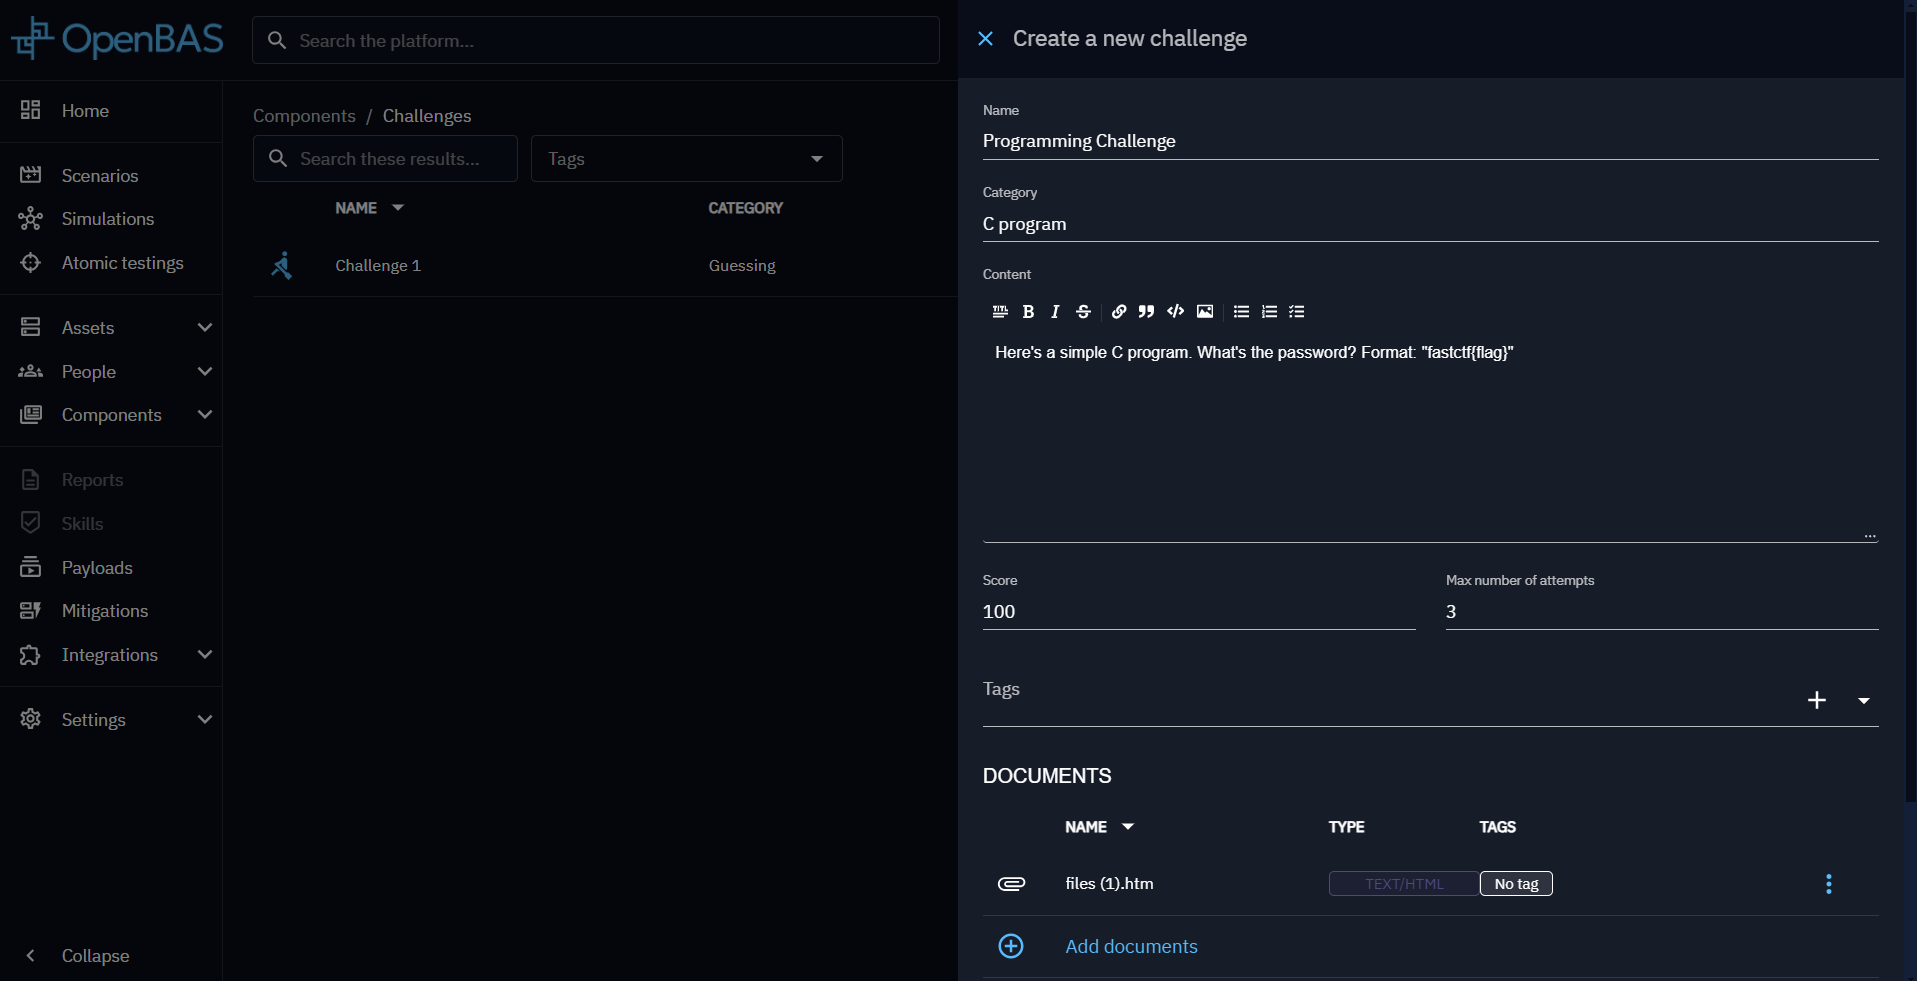 OpenBAS
Search the platform...
Create a new challenge
Home
Scenarios
Simulations
Atomic testings
Assets
People
Components
Reports
Skills
Payloads
Mitigations
Integrations
Settings
Collapse
Components / Challenges
Search these results...
Tags
NAME CATEGORY
Challenge 1 Guessing
Name
Programming Challenge
Category
C program
Content
Here's a simple C program. What's the password? Format: "fastctf{flag}"
Score
100
Max number of attempts
3
Tags
DOCUMENTS
NAME TYPE TAGS
files (1).htm TEXT/HTML No tag
Add documents